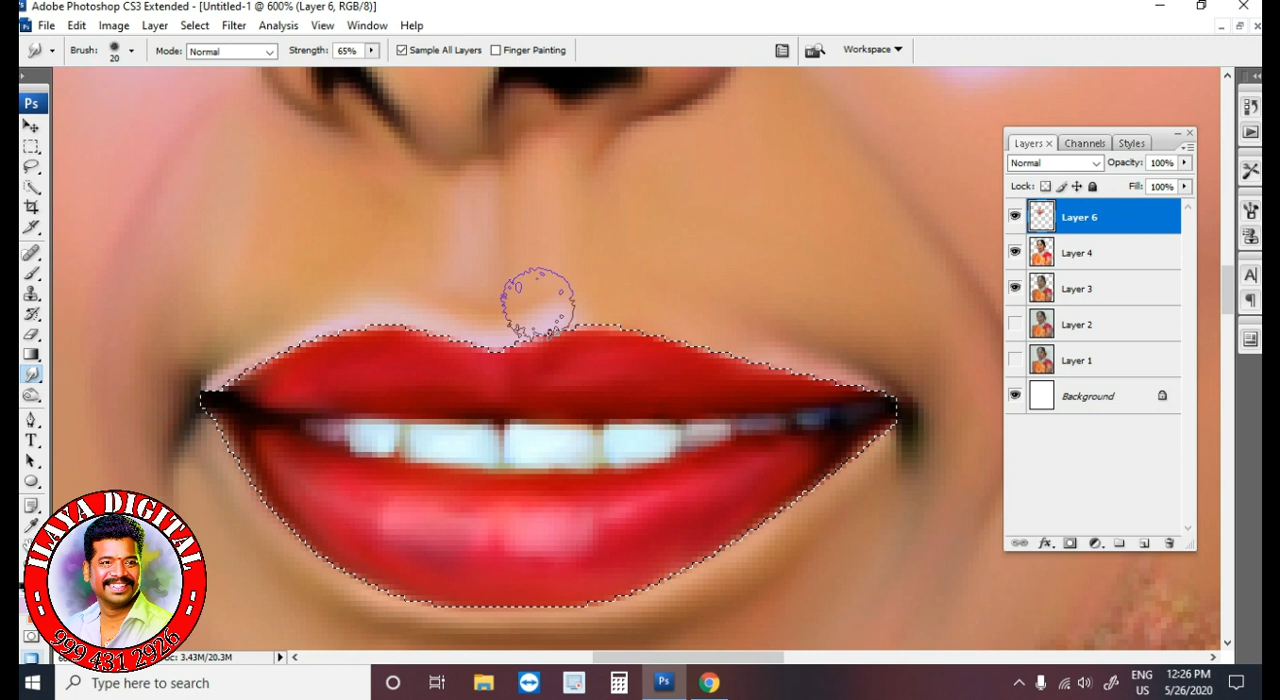 Adobe Photoshop CS3 Extended - [Untitled-1 @ 600% (Layer 6, RGB/8)]
File Edit Image Layer Select Filter Analysis View Window Help
Brush: 20 Mode: Normal Strength: 65% Sample All Layers Finger Painting Workspace
Ps
Layers x Channels Styles
Normal Opacity: 100%
Lock: Fill: 100%
Layer 6
Layer 4
Layer 3
Layer 2
Layer 1
Background
ILAYA DIGITAL
999 431 2926
3.43M/20.3M
Type here to search
Ps
ENG
US
12:26 PM
5/26/2020